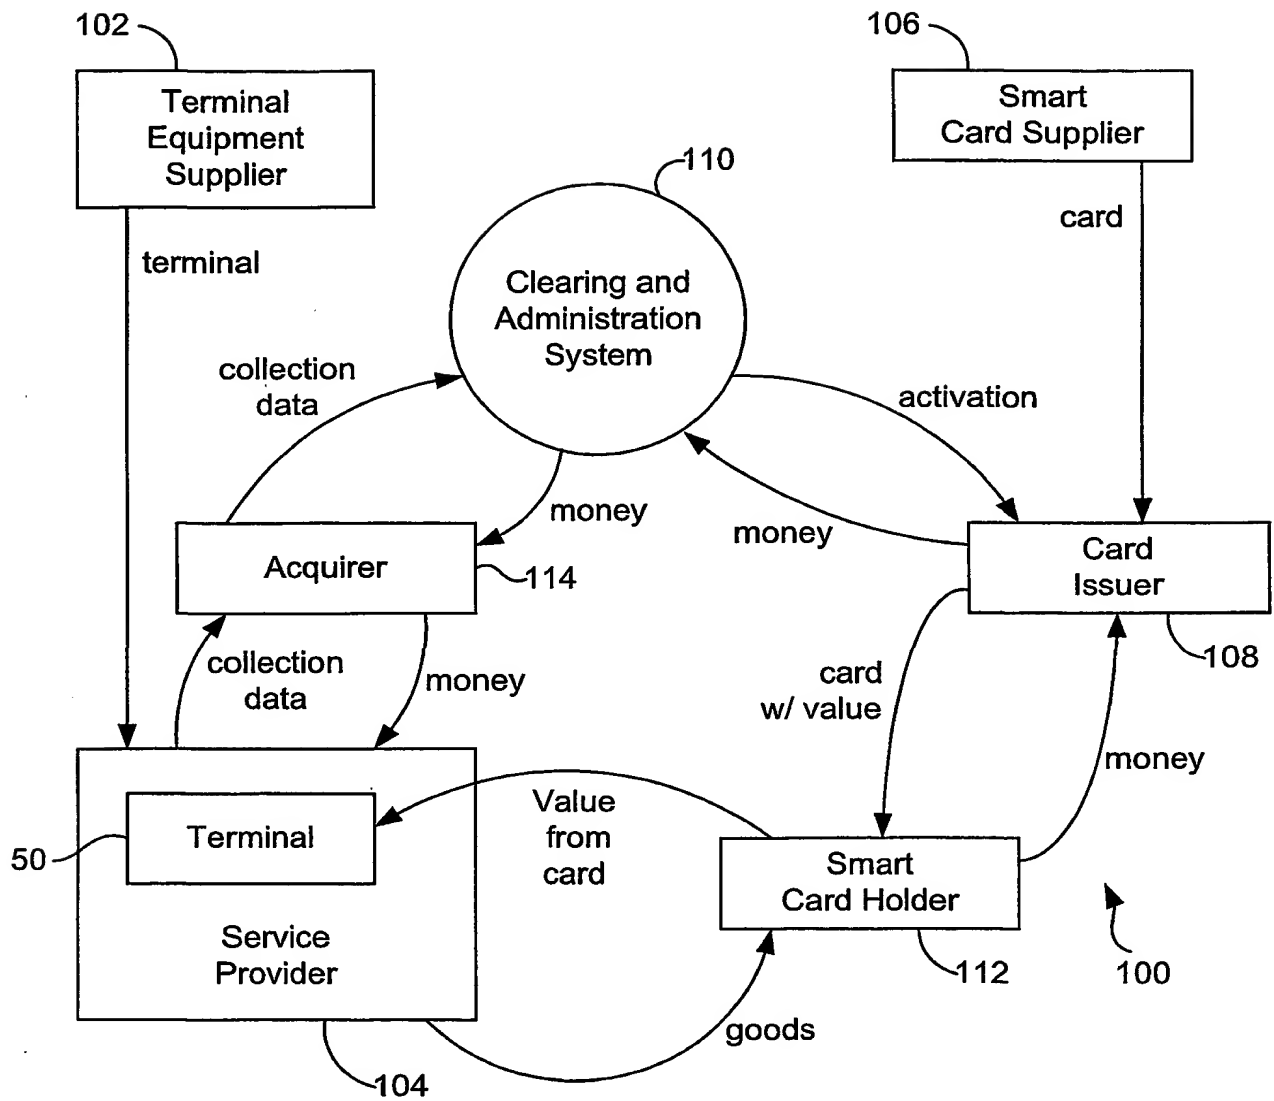 102
106
Terminal
Equipment
Supplier
Smart
Card Supplier
110
card
terminal
Clearing and
Administration
System
collection
data
activation
money
money
Acquirer
114
Card
Issuer
108
collection
data
money
card
w/ value
money
Value
from
card
Terminal
50
Smart
Card Holder
Service
Provider
112
100
goods
104